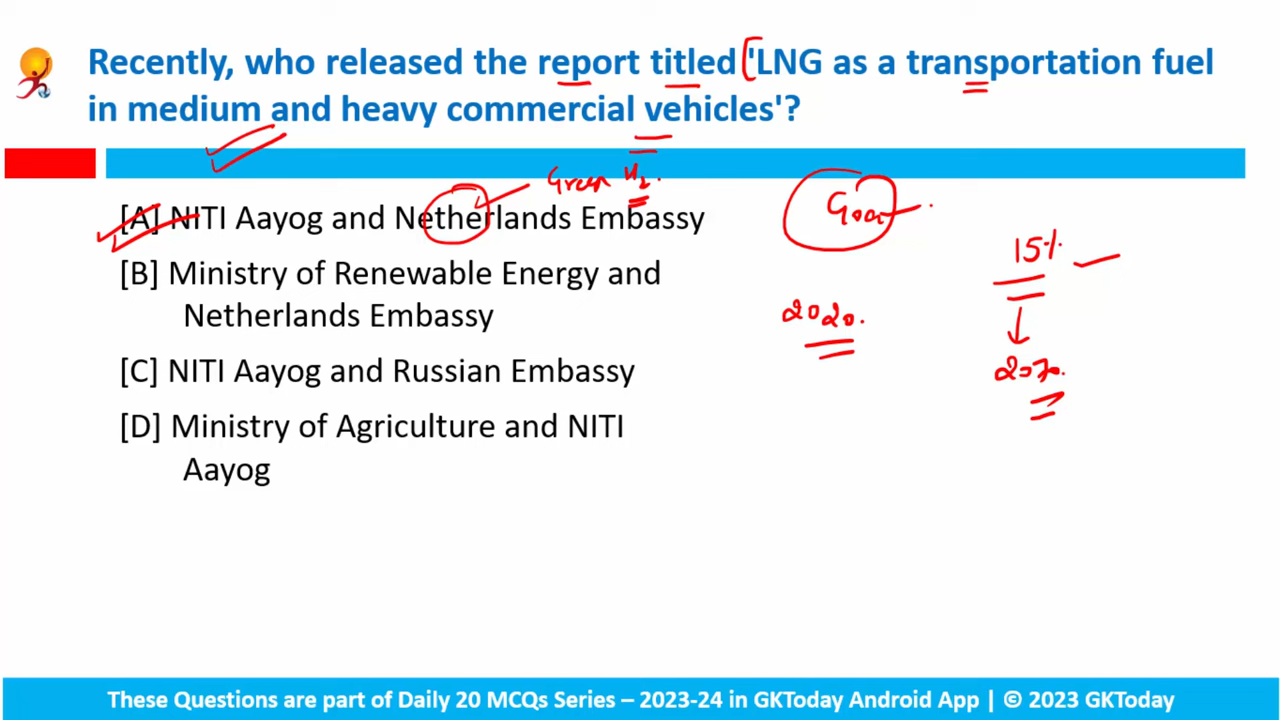 Recently, who released the report titled 'LNG as a transportation fuel
in medium and heavy commercial vehicles'?
Green H2.
[A] NITI Aayog and Netherlands Embassy
15%
[B] Ministry of Renewable Energy and
Netherlands Embassy
2020.
[C] NITI Aayog and Russian Embassy
[D] Ministry of Agriculture and NITI
Aayog
These Questions are part of Daily 20 MCQs Series – 2023-24 in GKToday Android App | © 2023 GKToday